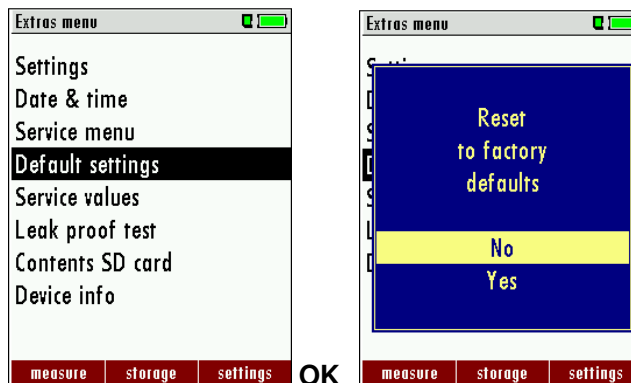 Extras menu
Settings
Date & time
Service menu
Default settings
Service values
Leak proof test
Contents SD card
Device info
measure storage settings
OK
Extras menu
Reset
to factory
defaults
No
Yes
measure storage settings